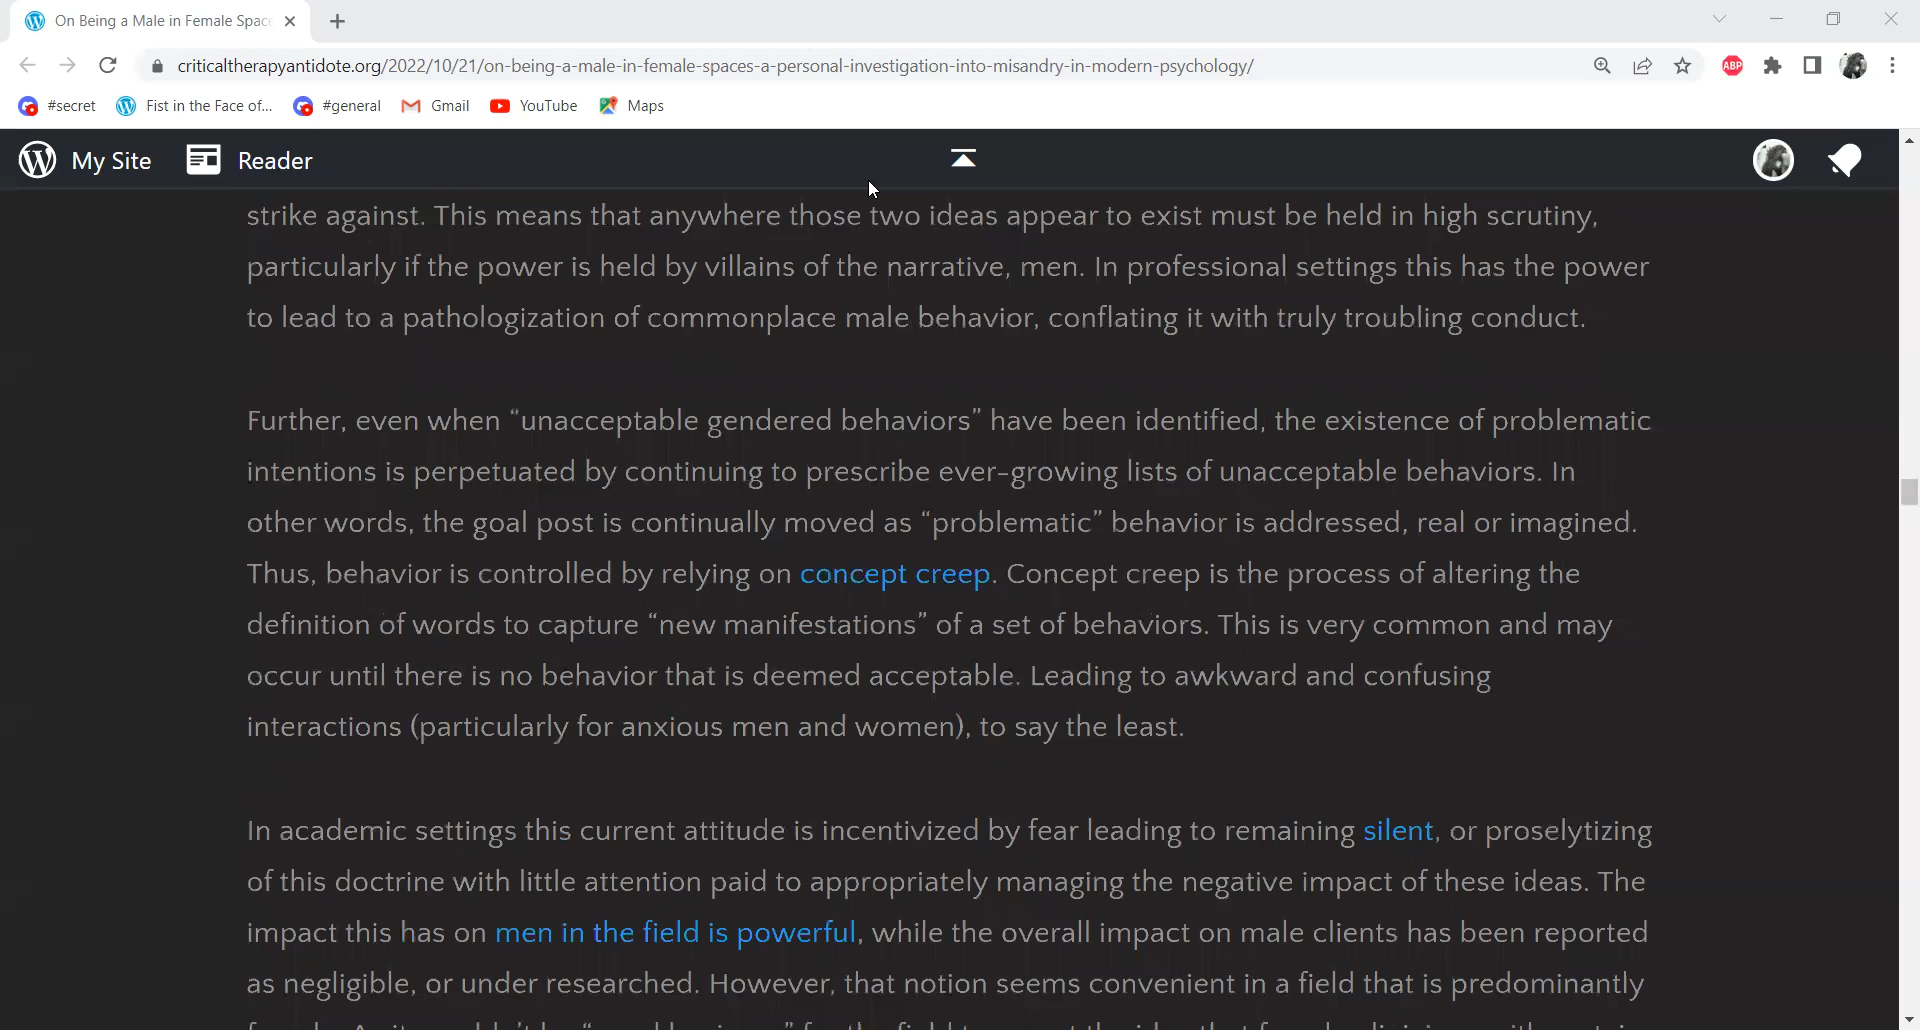 On Being a Male in Female Space
criticaltherapyantidote.org/2022/10/21/on-being-a-male-in-female-spaces-a-personal-investigation-into-misandry-in-modern-psychology/
ABP
#secret Fist in the Face of... #general Gmail YouTube Maps
My Site Reader
strike against. This means that anywhere those two ideas appear to exist must be held in high scrutiny,
particularly if the power is held by villains of the narrative, men. In professional settings this has the power
to lead to a pathologization of commonplace male behavior, conflating it with truly troubling conduct.
Further, even when “unacceptable gendered behaviors” have been identified, the existence of problematic
intentions is perpetuated by continuing to prescribe ever-growing lists of unacceptable behaviors. In
other words, the goal post is continually moved as “problematic” behavior is addressed, real or imagined.
Thus, behavior is controlled by relying on concept creep. Concept creep is the process of altering the
definition of words to capture “new manifestations” of a set of behaviors. This is very common and may
occur until there is no behavior that is deemed acceptable. Leading to awkward and confusing
interactions (particularly for anxious men and women), to say the least.
In academic settings this current attitude is incentivized by fear leading to remaining silent, or proselytizing
of this doctrine with little attention paid to appropriately managing the negative impact of these ideas. The
impact this has on men in the field is powerful, while the overall impact on male clients has been reported
as negligible, or under researched. However, that notion seems convenient in a field that is predominantly